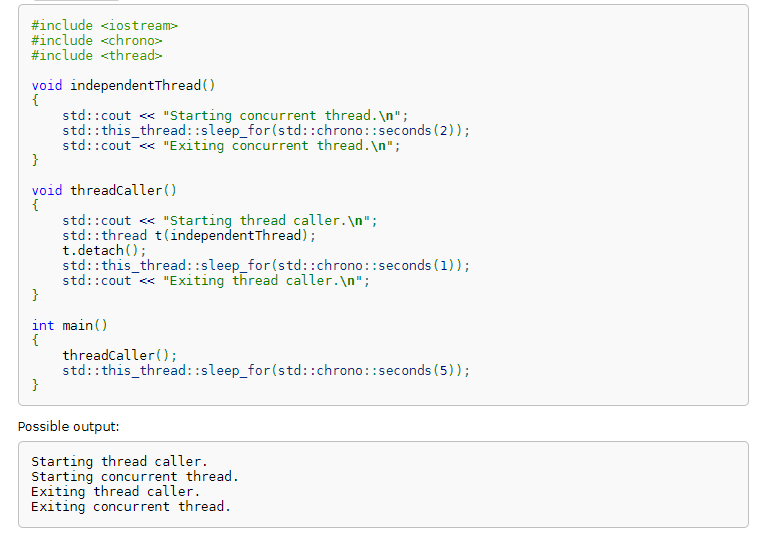 #include <iostream>
#include <chrono>
#include <thread>

void independentThread()
{
    std::cout << "Starting concurrent thread.\n";
    std::this_thread::sleep_for(std::chrono::seconds(2));
    std::cout << "Exiting concurrent thread.\n";
}

void threadCaller()
{
    std::cout << "Starting thread caller.\n";
    std::thread t(independentThread);
    t.detach();
    std::this_thread::sleep_for(std::chrono::seconds(1));
    std::cout << "Exiting thread caller.\n";
}

int main()
{
    threadCaller();
    std::this_thread::sleep_for(std::chrono::seconds(5));
}
Possible output:
Starting thread caller.
Starting concurrent thread.
Exiting thread caller.
Exiting concurrent thread.